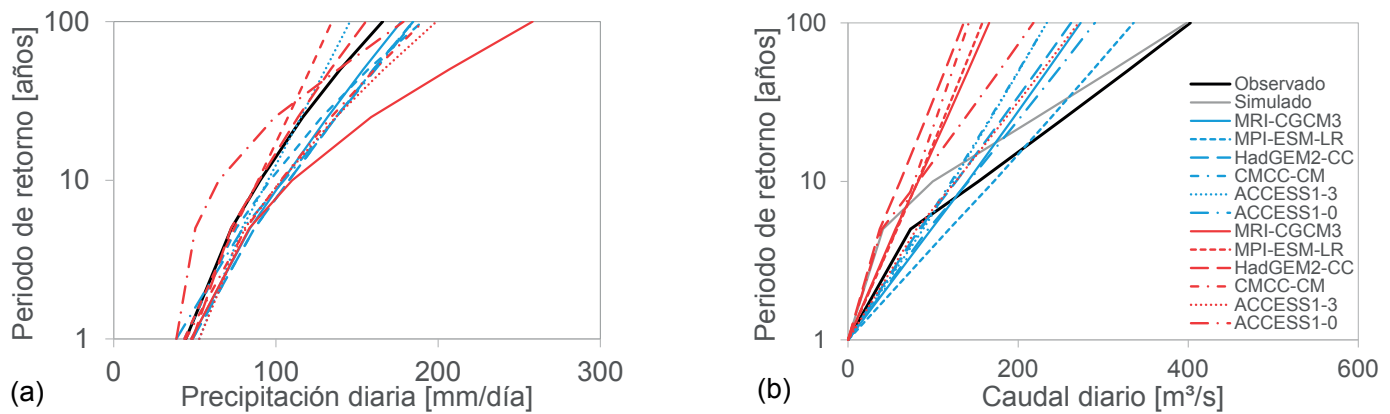 Periodo de retorno [años]
100
10
1
0
100
200
300
(a)
Precipitación diaria [mm/día]
Periodo de retorno [años]
100
10
1
0
200
400
600
(b)
Caudal diario [m³/s]
Observado
Simulado
MRI-CGCM3
MPI-ESM-LR
HadGEM2-CC
CMCC-CM
ACCESS1-3
ACCESS1-0
MRI-CGCM3
MPI-ESM-LR
HadGEM2-CC
CMCC-CM
ACCESS1-3
ACCESS1-0